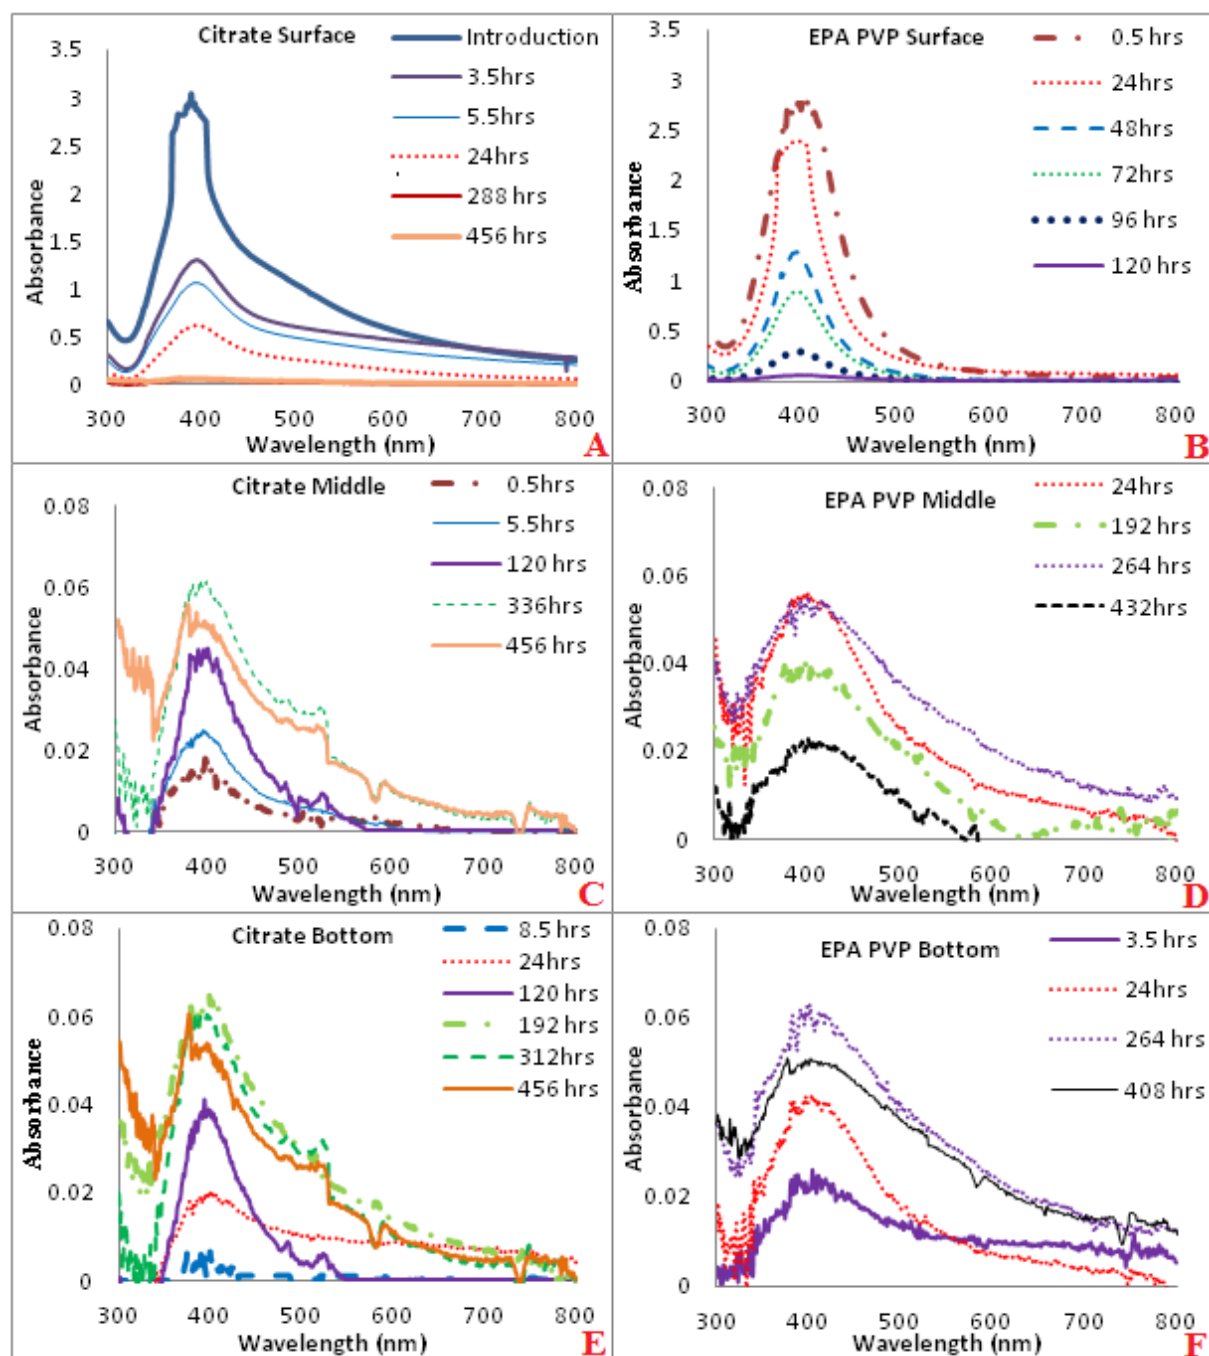 Citrate Surface
Introduction
3.5hrs
5.5hrs
24hrs
288 hrs
456 hrs
3.5
3
2.5
2
1.5
1
0.5
0
Absorbance
300 400 500 600 700 800
Wavelength (nm)
A
EPA PVP Surface
0.5 hrs
24hrs
48hrs
72hrs
96 hrs
120 hrs
3.5
3
2.5
2
1.5
1
0.5
0
Absorbance
300 400 500 600 700 800
Wavelength (nm)
B
Citrate Middle
0.5hrs
5.5hrs
120 hrs
336hrs
456 hrs
0.08
0.06
0.04
0.02
0
Absorbance
300 400 500 600 700 800
Wavelength (nm)
C
EPA PVP Middle
24hrs
192 hrs
264 hrs
432hrs
0.08
0.06
0.04
0.02
0
Absorbance
300 400 500 600 700 800
Wavelength (nm)
D
Citrate Bottom
8.5 hrs
24hrs
120 hrs
192 hrs
312hrs
456 hrs
0.08
0.06
0.04
0.02
0
Absorbance
300 400 500 600 700 800
Wavelength (nm)
E
EPA PVP Bottom
3.5 hrs
24hrs
264 hrs
408 hrs
0.08
0.06
0.04
0.02
0
Absorbance
300 400 500 600 700 800
Wavelength (nm)
F